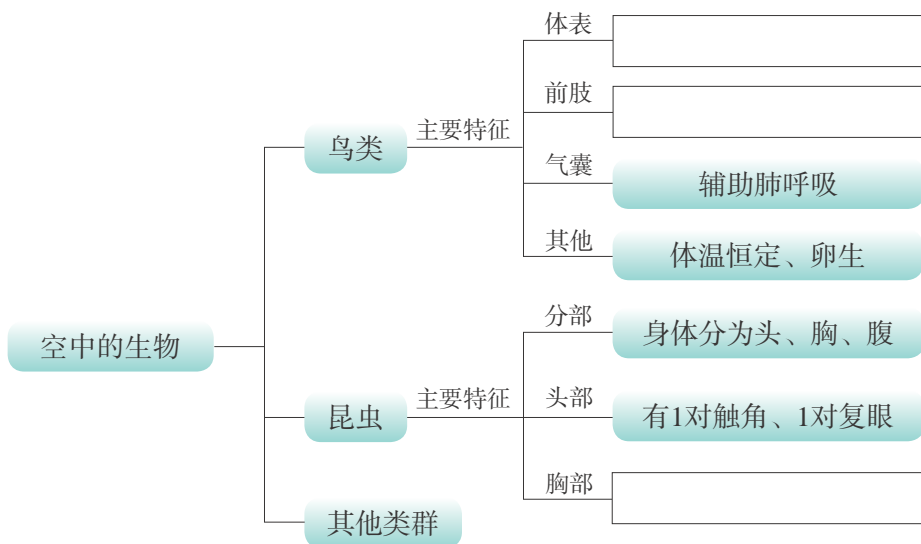 体表
前肢
鸟类
主要特征
气囊
辅助肺呼吸
其他
体温恒定、卵生
空中的生物
分部
身体分为头、胸、腹
昆虫
主要特征
头部
有1对触角、1对复眼
胸部
其他类群